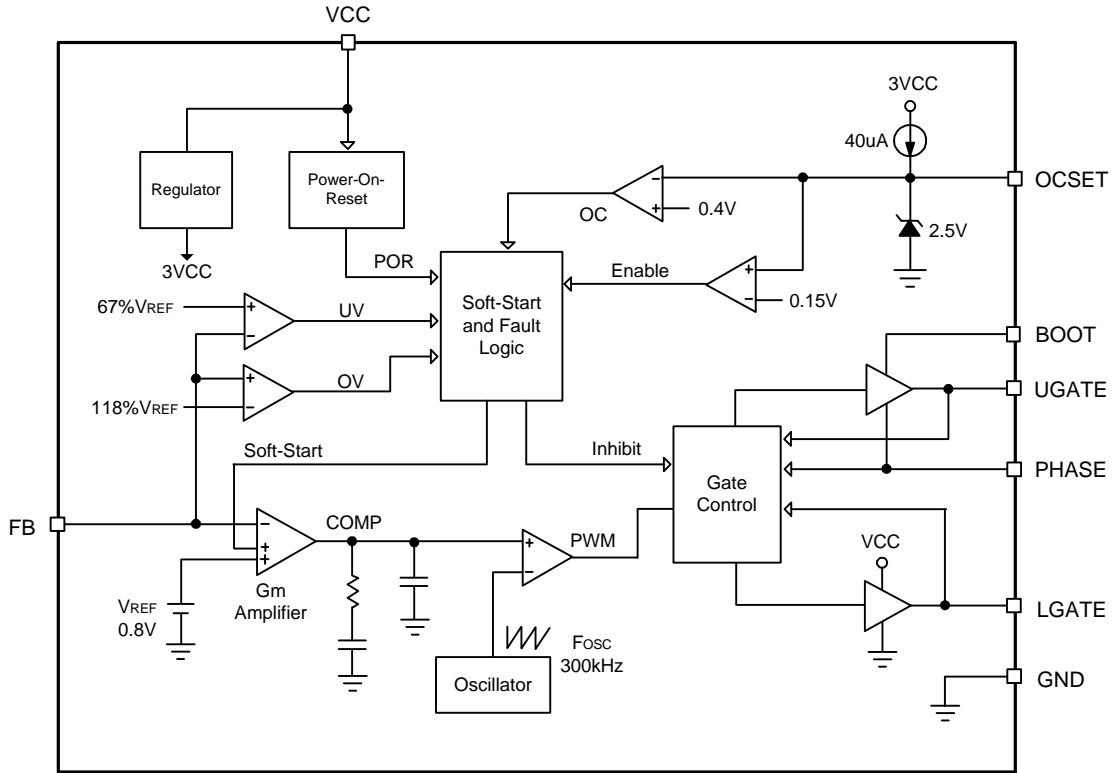 VCC
3VCC
40uA
Regulator
Power-On-
Reset
OCSET
OC
0.4V
2.5V
3VCC
POR
Enable
Soft-Start
and Fault
Logic
67%VREF
UV
0.15V
BOOT
OV
UGATE
118%VREF
Soft-Start
Inhibit
PHASE
Gate
Control
FB
COMP
PWM
VCC
Gm
Amplifier
VREF
0.8V
LGATE
FOSC
300kHz
Oscillator
GND
+
−
+
−
−
+
+
−
+
−
−
+
+
+
−